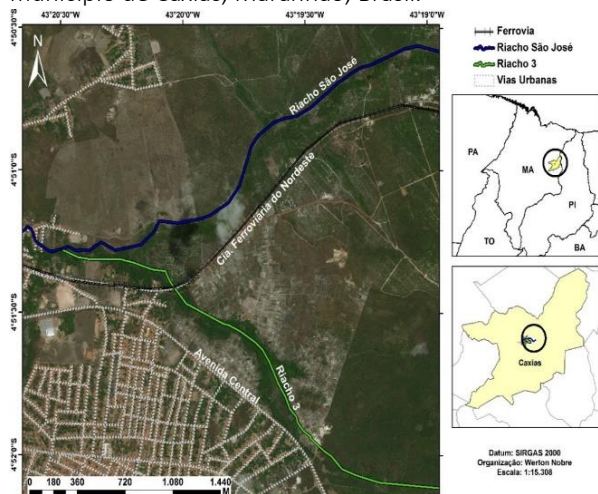 município de Caxias, Maranhão, Brasil.
43°20'30"S 43°20'0"W 43°19'30"W 43°19'0"W
4°50'30"S
4°51'0"S
4°51'30"S
4°52'0"S
N
Riacho São José
Cia. Ferroviária do Nordeste
Riacho 3
Avenida Central
0 180 360 720 1.080 1.440
M
Ferrovia
Riacho São José
Riacho 3
Vias Urbanas
PA
MA
PI
TO
BA
Caxias
Datum: SIRGAS 2000
Organização: Werton Nobre
Escala: 1:15.308